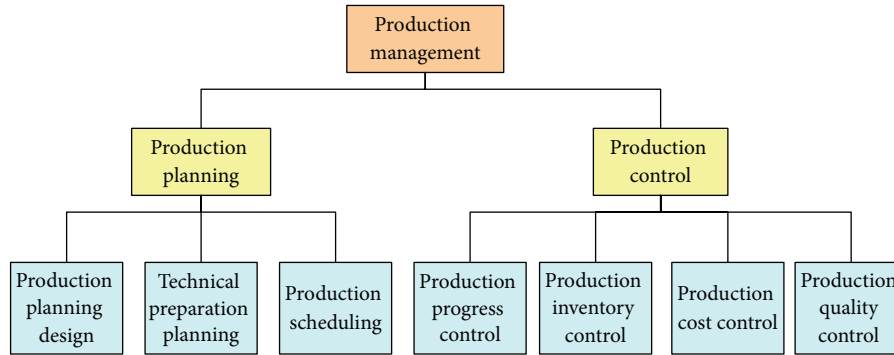 Production
management
Production
planning
Production
control
Production
planning
design
Technical
preparation
planning
Production
scheduling
Production
progress
control
Production
inventory
control
Production
cost control
Production
quality
control